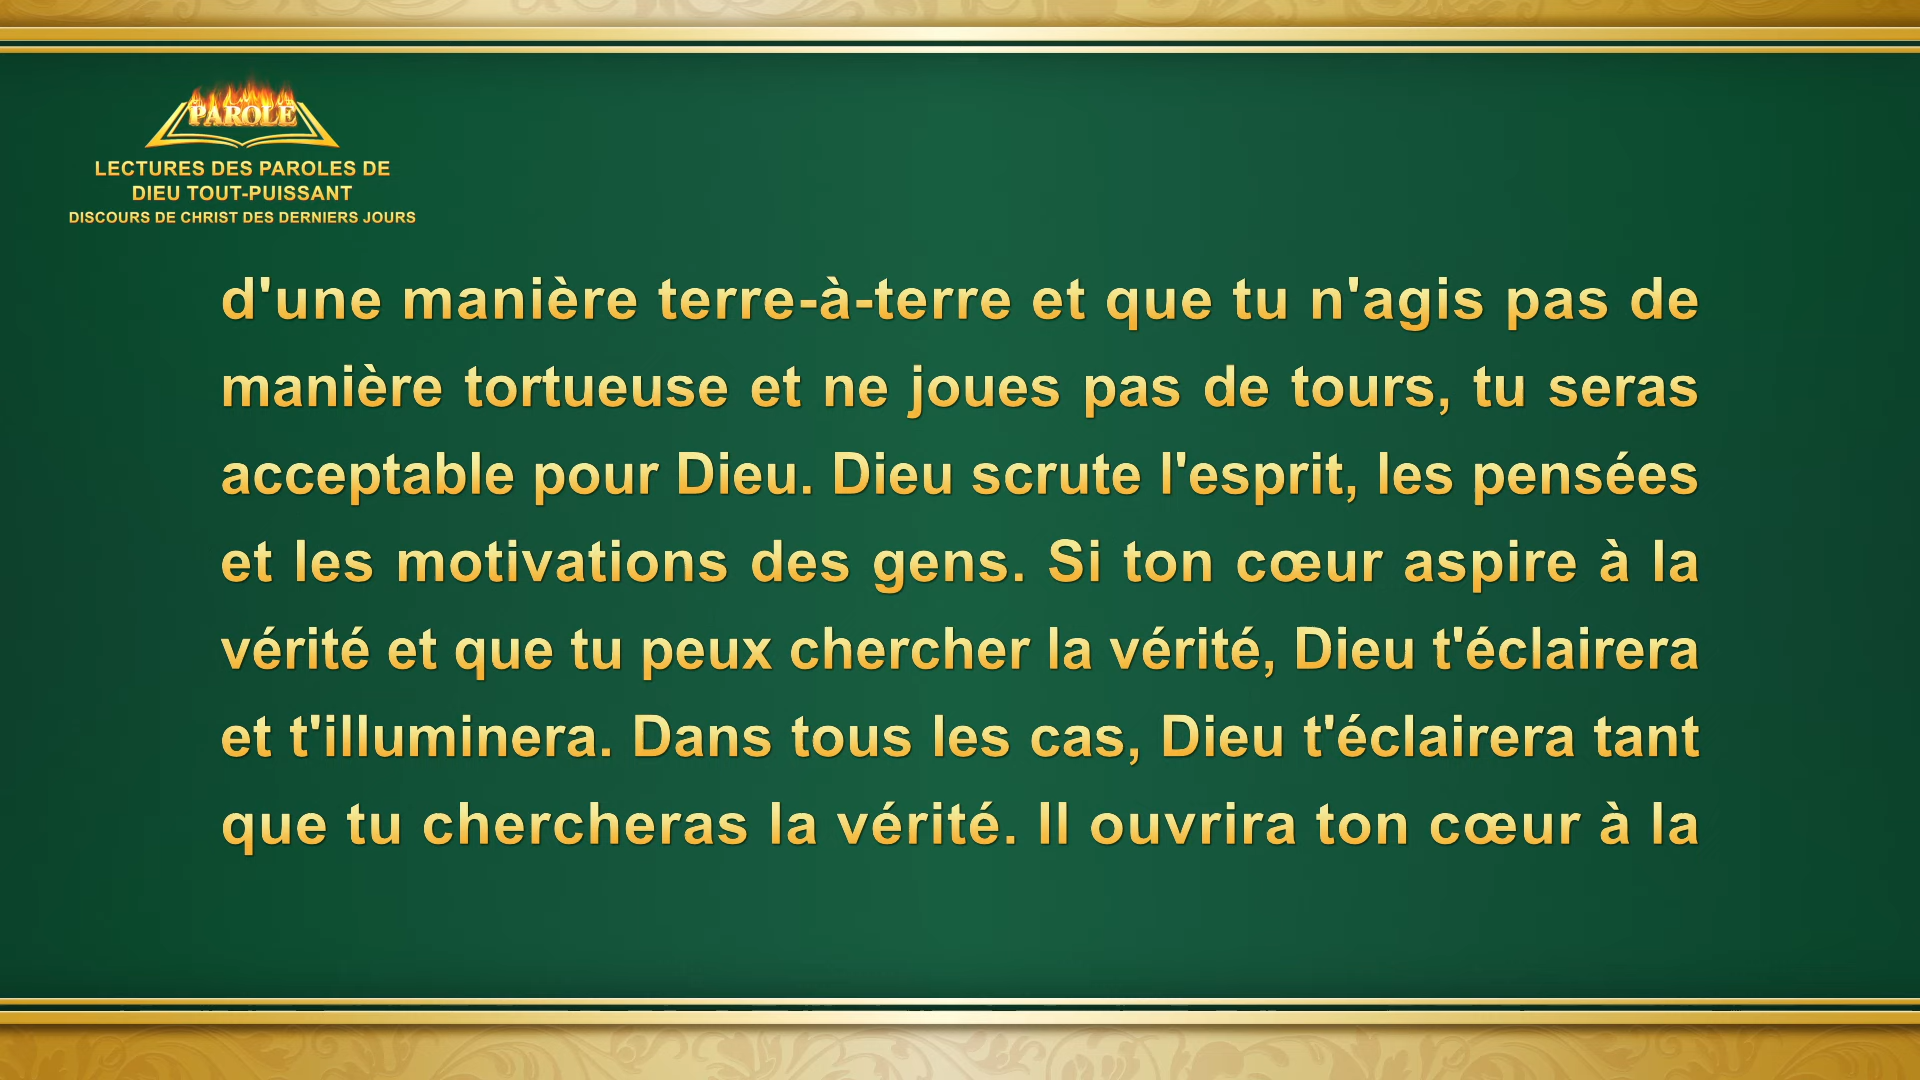 PAROLE
LECTURES DES PAROLES DE
DIEU TOUT-PUISSANT
DISCOURS DE CHRIST DES DERNIERS JOURS
d'une manière terre-à-terre et que tu n'agis pas de
manière tortueuse et ne joues pas de tours, tu seras
acceptable pour Dieu. Dieu scrute l'esprit, les pensées
et les motivations des gens. Si ton cœur aspire à la
vérité et que tu peux chercher la vérité, Dieu t'éclairera
et t'illuminera. Dans tous les cas, Dieu t'éclairera tant
que tu chercheras la vérité. Il ouvrira ton cœur à la